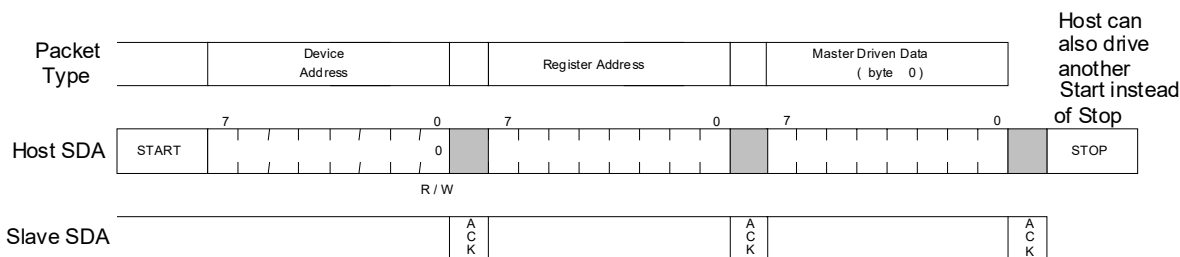 Packet
Type
Device
Address
Register Address
Master Driven Data
( byte 0 )
Host can
also drive
another
Start instead
of Stop
7 0 7 0 7 0
Host SDA START 0 STOP
R / W
Slave SDA
A
C
K
A
C
K
A
C
K